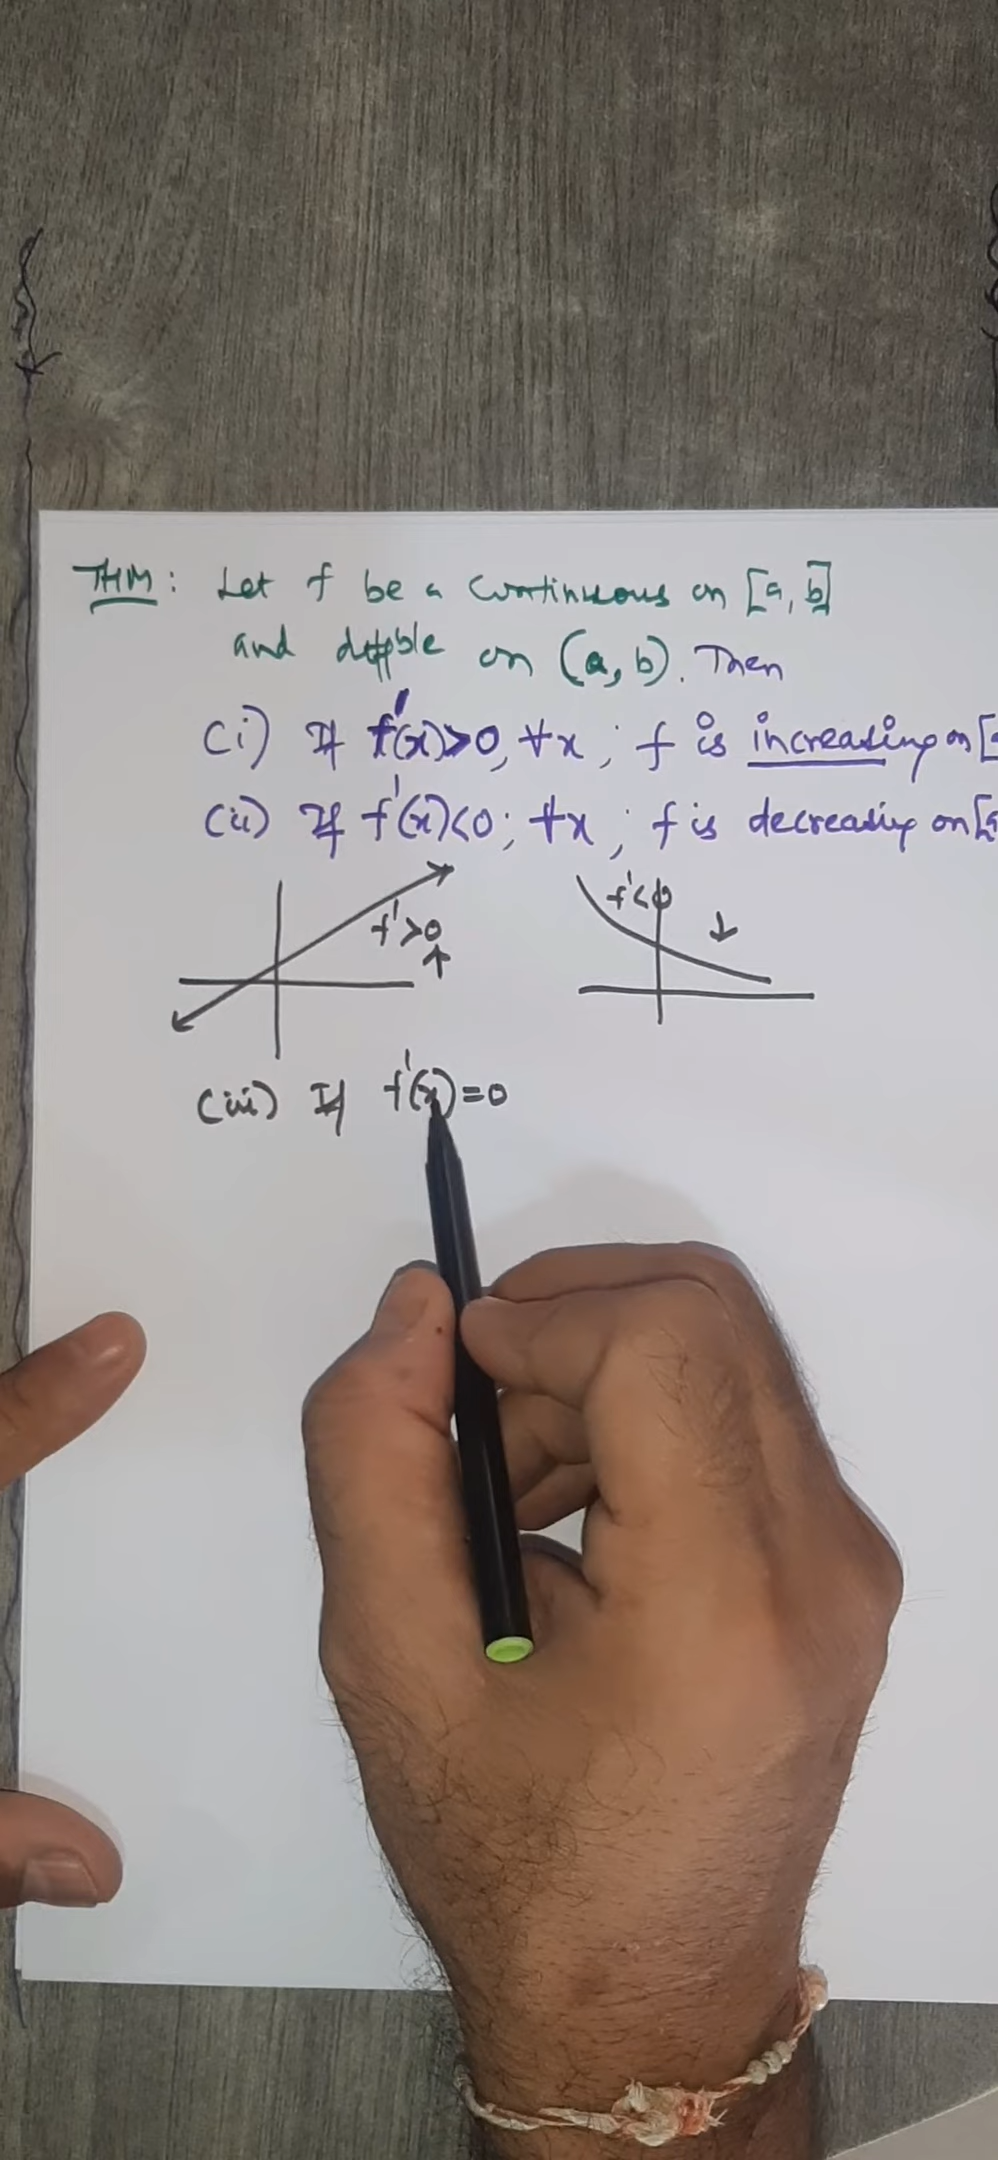 THM: Let f be a continuous on [a, b]
and diffble on (a, b). Then
(i) If f'(x)>0, ∀x ; f is increasing on [a
(ii) If f'(x)<0; ∀x ; f is decreasing on [a
f'>0
f'<0
(iii) If f'(x)=0